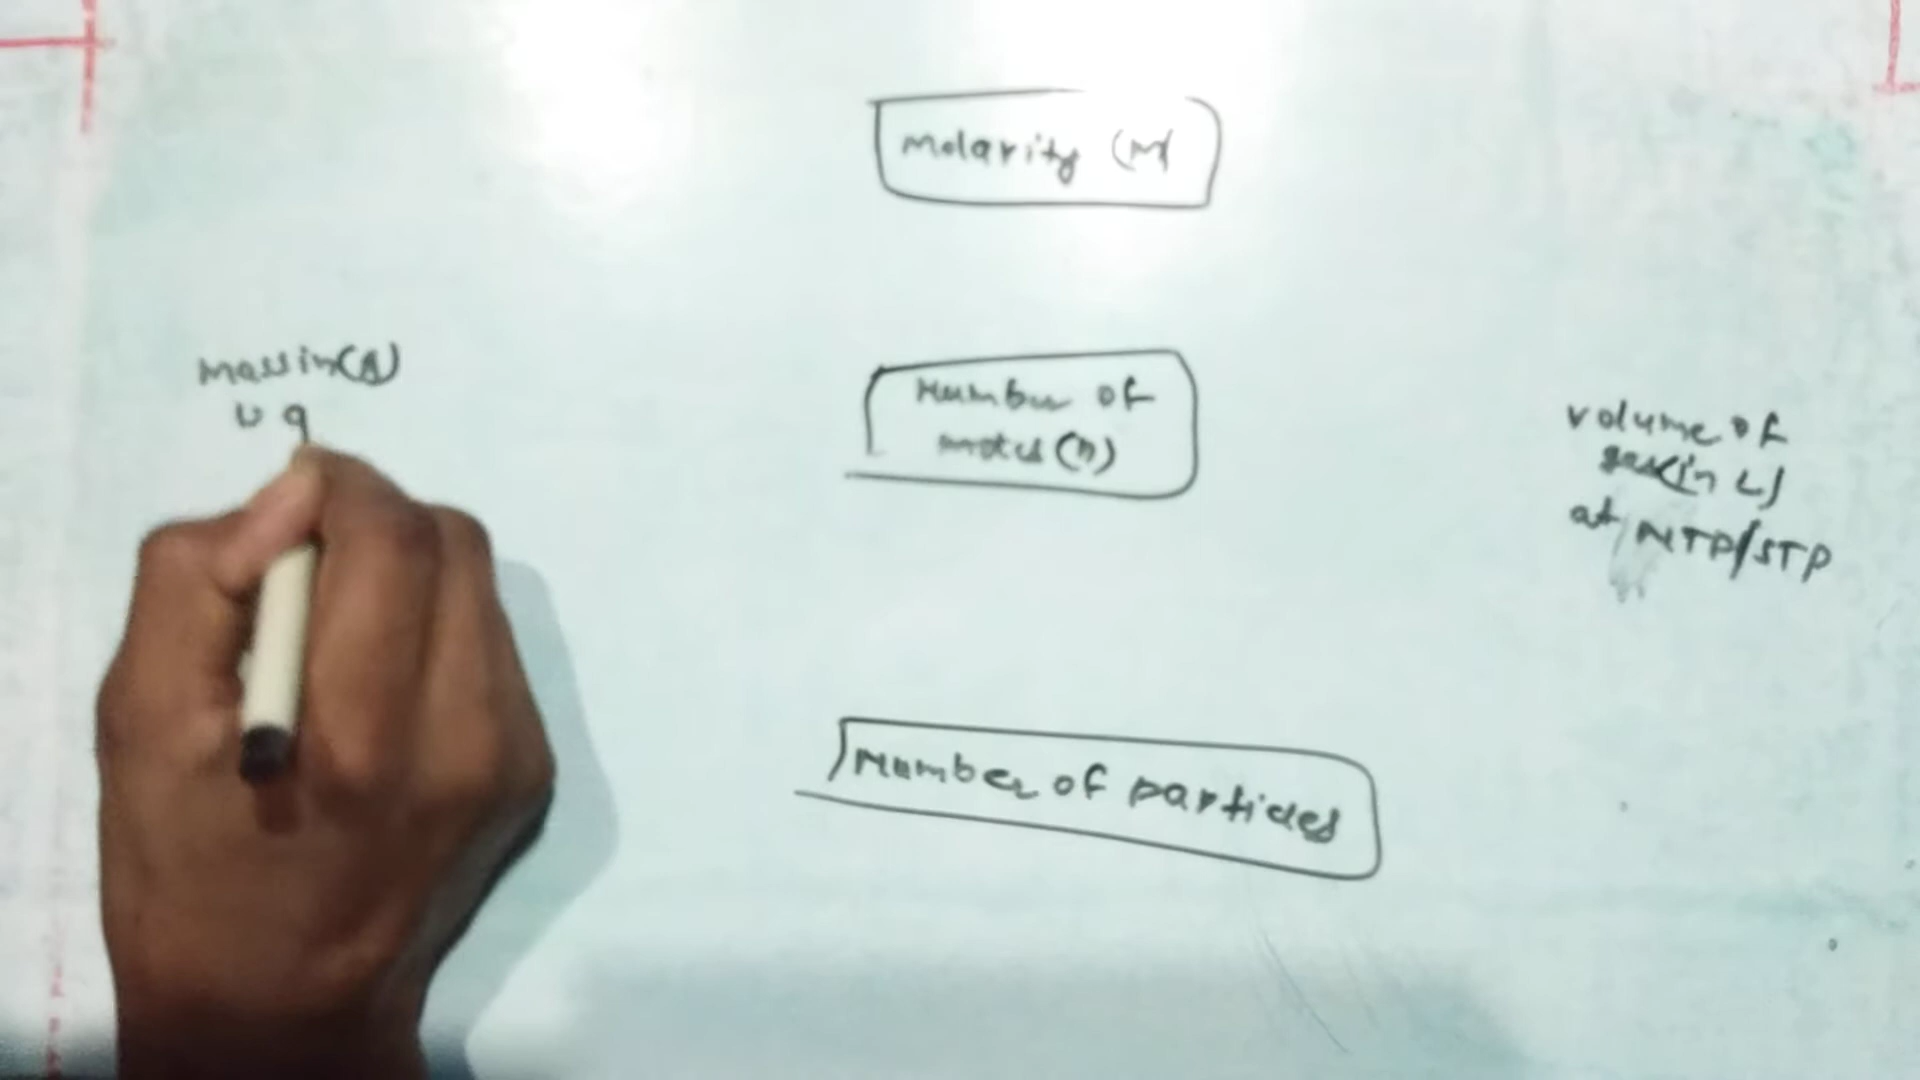 Molarity (M)
Mass in (g)
Number of
moles (n)
volume of
gas (in L)
at NTP/STP
Number of particles